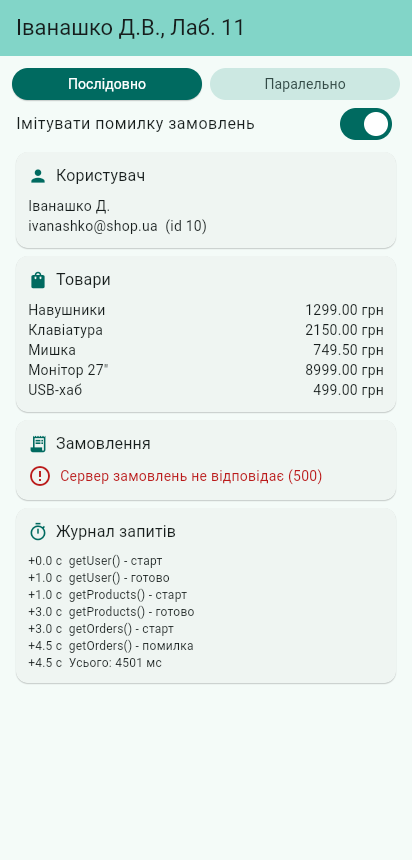 Іванашко Д.В., Лаб. 11
Послідовно Паралельно
Імітувати помилку замовлень
Користувач
Іванашко Д.
ivanashko@shop.ua (id 10)
Товари
Навушники 1299.00 грн
Клавіатура 2150.00 грн
Мишка 749.50 грн
Монітор 27" 8999.00 грн
USB-хаб 499.00 грн
Замовлення
Сервер замовлень не відповідає (500)
Журнал запитів
+0.0 с getUser() - старт
+1.0 с getUser() - готово
+1.0 с getProducts() - старт
+3.0 с getProducts() - готово
+3.0 с getOrders() - старт
+4.5 с getOrders() - помилка
+4.5 с Усього: 4501 мс